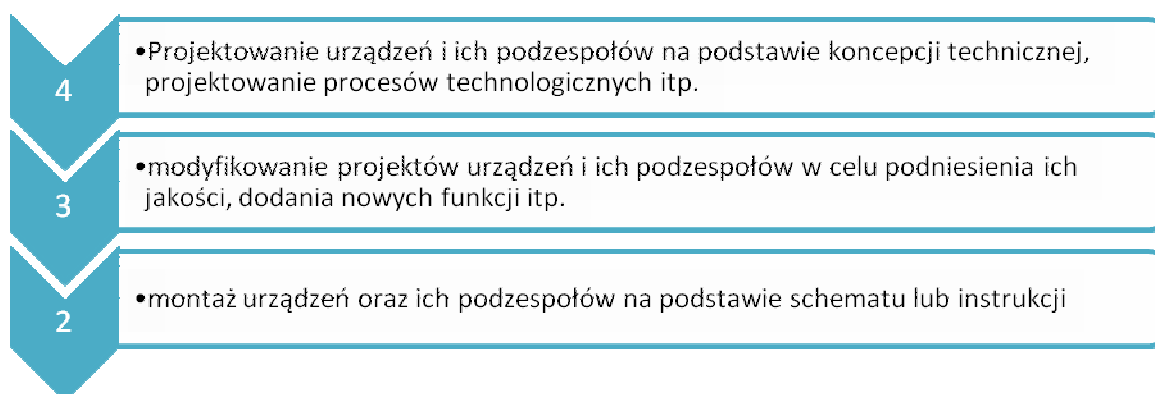 4
•Projektowanie urządzeń i ich podzespołów na podstawie koncepcji technicznej,
projektowanie procesów technologicznych itp.
3
•modyfikowanie projektów urządzeń i ich podzespołów w celu podniesienia ich
jakości, dodania nowych funkcji itp.
2
•montaż urządzeń oraz ich podzespołów na podstawie schematu lub instrukcji